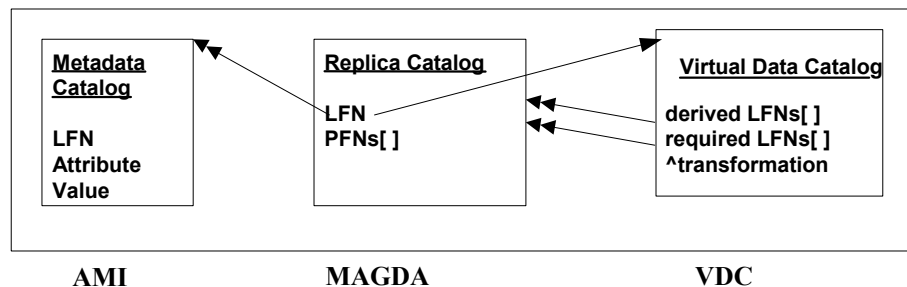 Metadata
Catalog
LFN
Attribute
Value
Replica Catalog
LFN
PFNs[ ]
Virtual Data Catalog
derived LFNs[ ]
required LFNs[ ]
^transformation
AMI
MAGDA
VDC